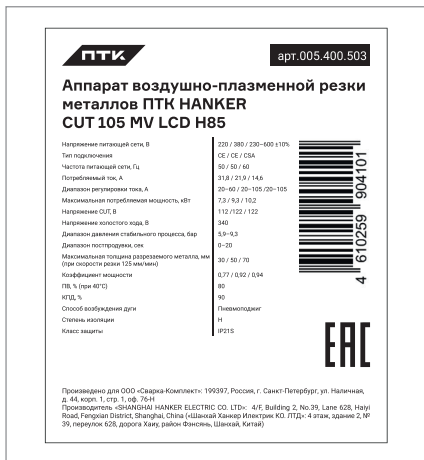 ПТК
арт.005.400.503
Аппарат воздушно-плазменной резки
металлов ПТК HANKER
CUT 105 MV LCD H85
Напряжение питающей сети, В 220 / 380 / 230–600 ±10%
Тип подключения CE / CE / CSA
Частота питающей сети, Гц 50 / 50 / 60
Потребляемый ток, А 31,8 / 21,9 / 14,6
Диапазон регулировки тока, А 20–60 / 20–105 /20–105
Максимальная потребляемая мощность, кВт 7,3 / 9,3 / 10,2
Напряжение CUT, В 112 /122 / 122
Напряжение холостого хода, В 340
Диапазон давления стабильного процесса, бар 5,9–9,3
Диапазон постпродувки, сек 0–20
Максимальная толщина разрезаемого металла, мм
(при скорости резки 125 мм/мин) 30 / 50 / 70
Коэффициент мощности 0,77 / 0,92 / 0,94
ПВ, % (при 40°С) 80
КПД, % 90
Способ возбуждения дуги Пневмоподжиг
Степень изоляции H
Класс защиты IP21S
4 610259 904101
EAC
Произведено для ООО «Сварка-Комплект»: 199397, Россия, г. Санкт-Петербург, ул. Наличная,
д. 44, корп. 1, стр. 1, оф. 76-Н
Производитель «SHANGHAI HANKER ELECTRIC CO. LTD»: 4/F, Building 2, No.39, Lane 628, Haiyi
Road, Fengxian District, Shanghai, China («Шанхай Ханкер Илектрик КО. ЛТД»: 4 этаж, здание 2, №
39, переулок 628, дорога Хаиу, район Фэнсянь, Шанхай, Китай)